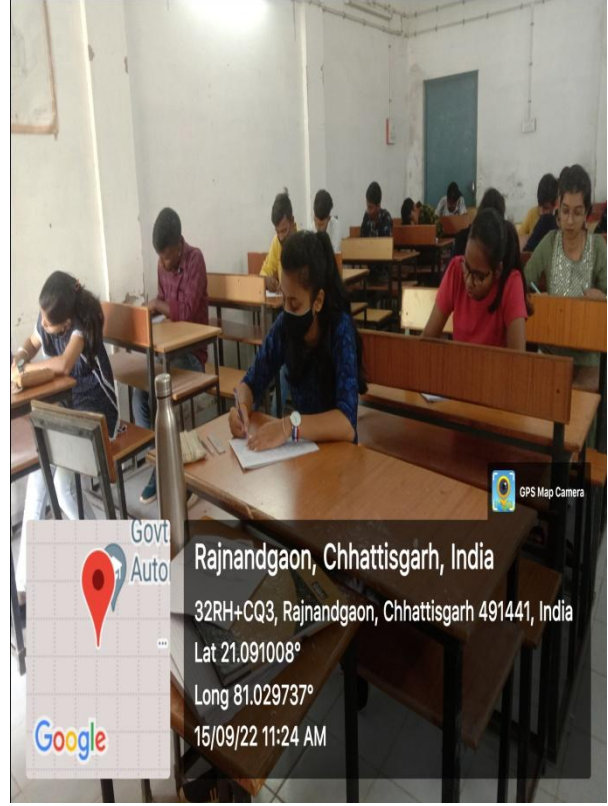 GPS Map Camera
Govt.
Auto
Rajnandgaon, Chhattisgarh, India
32RH+CQ3, Rajnandgaon, Chhattisgarh 491441, India
Lat 21.091008°
Long 81.029737°
15/09/22 11:24 AM
Google